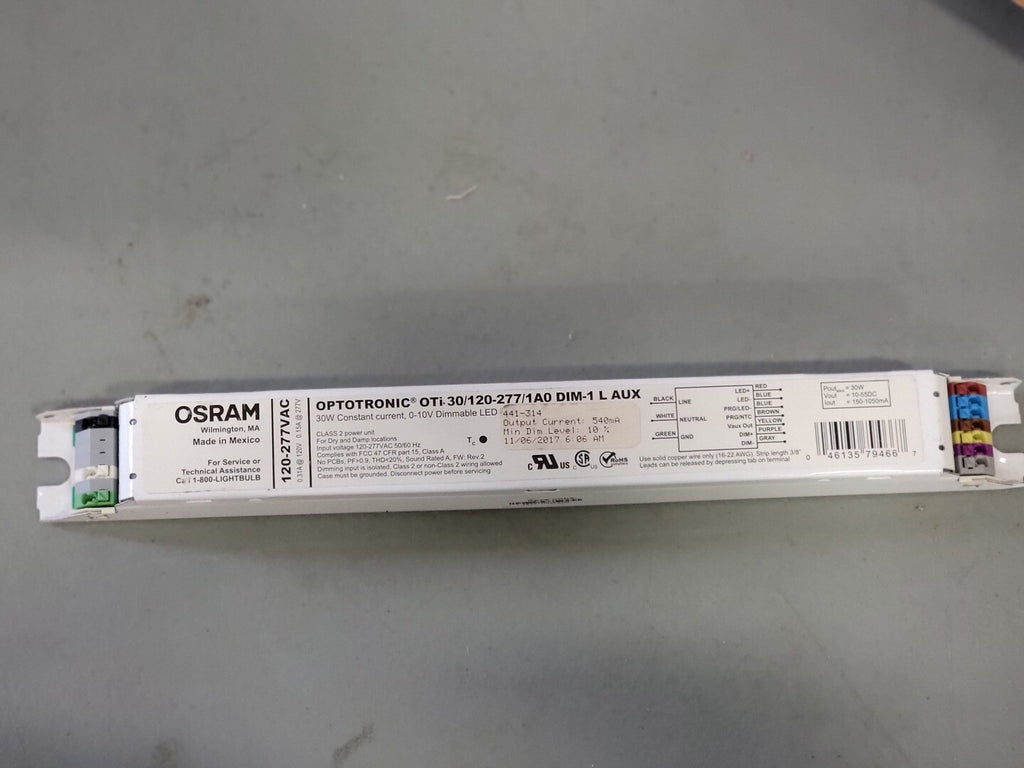 OSRAM
Wilmington, MA
Made in Mexico
For Service or
Technical Assistance
Call 1-800-LIGHTBULB
120-277VAC
0.31A @ 120V 0.15A @ 277V
OPTOTRONIC® OTi 30/120-277/1A0 DIM-1 L AUX
30W Constant current, 0-10V Dimmable LED
CLASS 2 power unit
For Dry and Damp locations
Input voltage 120-277VAC 50/60 Hz
Complies with FCC 47 CFR part 15, Class A
No PCBs, PF>0.9, THD<20%, Sound Rated A, FW: Rev.2
Dimming input is isolated. Class 2 or non-Class 2 wiring allowed
Case must be grounded. Disconnect power before servicing
Tc
441-314
Output Current: 540mA
Min Dim Level: 10 %
11/06/2017 6:06 AM
c RU US
SA
RoHS
BLACK LINE
WHITE NEUTRAL
GREEN GND
LED+ RED
LED- BLUE
PRG/LED- BLUE
PRG/NTC BROWN
Vaux Out YELLOW
DIM+ PURPLE
DIM- GRAY
Use solid copper wire only (16-22 AWG). Strip length 3/8"
Leads can be released by depressing tab on terminal
Pout = 30W
Vout = 10-55DC
Iout = 150-1050mA
0 46135 79466 7